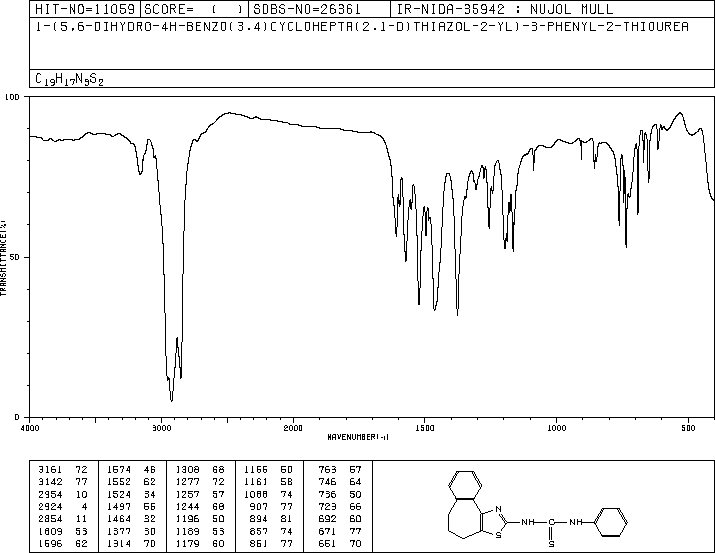 HIT-NO=11059 SCORE= ( ) SDBS-NO=26361 IR-NIDA-35942 : NUJOL MULL
1-(5,6-DIHYDRO-4H-BENZO(3,4)CYCLOHEPTA(2,1-D)THIAZOL-2-YL)-3-PHENYL-2-THIOUREA
C19H17N3S2
100
50
0
TRANSMITTANCE(%)
4000 3000 2000 1500 1000 500
WAVENUMBER(-1)
3161 72 1574 46 1308 68 1155 50 763 57
3142 77 1552 62 1277 72 1161 58 746 64
2954 10 1524 34 1257 57 1088 74 736 50
2924 4 1497 55 1244 68 907 77 723 66
2854 11 1464 32 1196 50 894 81 692 60
1609 53 1377 30 1189 53 857 74 671 77
1596 62 1314 70 1179 60 851 77 651 70
N
S
NH C NH
S